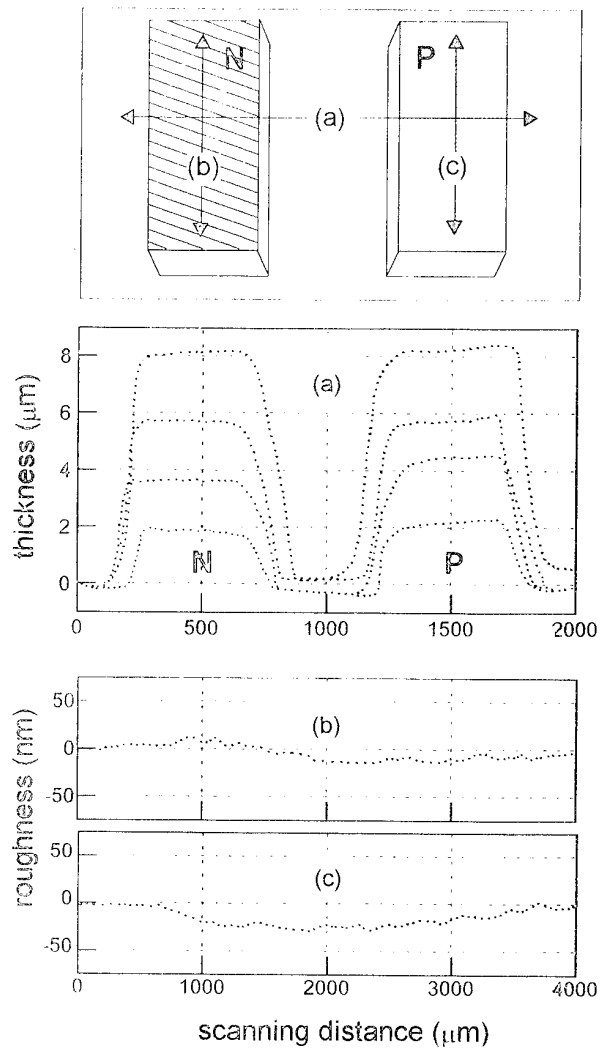 N P
(a)
(b) (c)
thickness (μm)
8
6
4
2
0
(a)
N P
0 500 1000 1500 2000
roughness (nm)
50
0
-50
(b)
50
0
-50
(c)
0 1000 2000 3000 4000
scanning distance (μm)